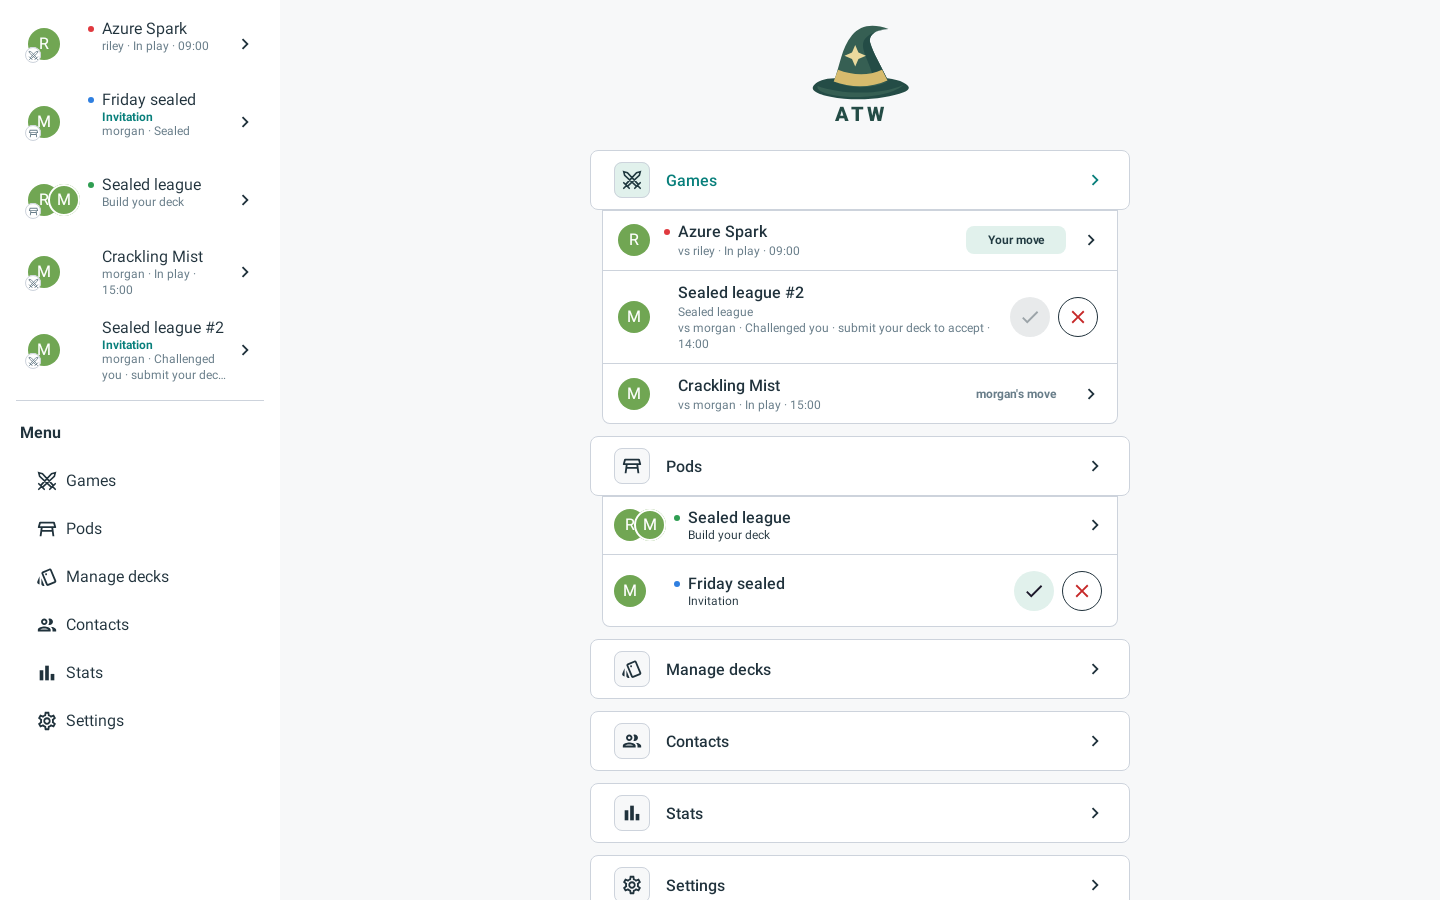 R
Azure Spark
riley · In play · 09:00
M
Friday sealed
Invitation
morgan · Sealed
R M
Sealed league
Build your deck
M
Crackling Mist
morgan · In play ·
15:00
M
Sealed league #2
Invitation
morgan · Challenged
you · submit your dec…
Menu
Games
Pods
Manage decks
Contacts
Stats
Settings
ATW
Games
R
Azure Spark
vs riley · In play · 09:00
Your move
M
Sealed league #2
Sealed league
vs morgan · Challenged you · submit your deck to accept ·
14:00
M
Crackling Mist
vs morgan · In play · 15:00
morgan's move
Pods
R M
Sealed league
Build your deck
M
Friday sealed
Invitation
Manage decks
Contacts
Stats
Settings